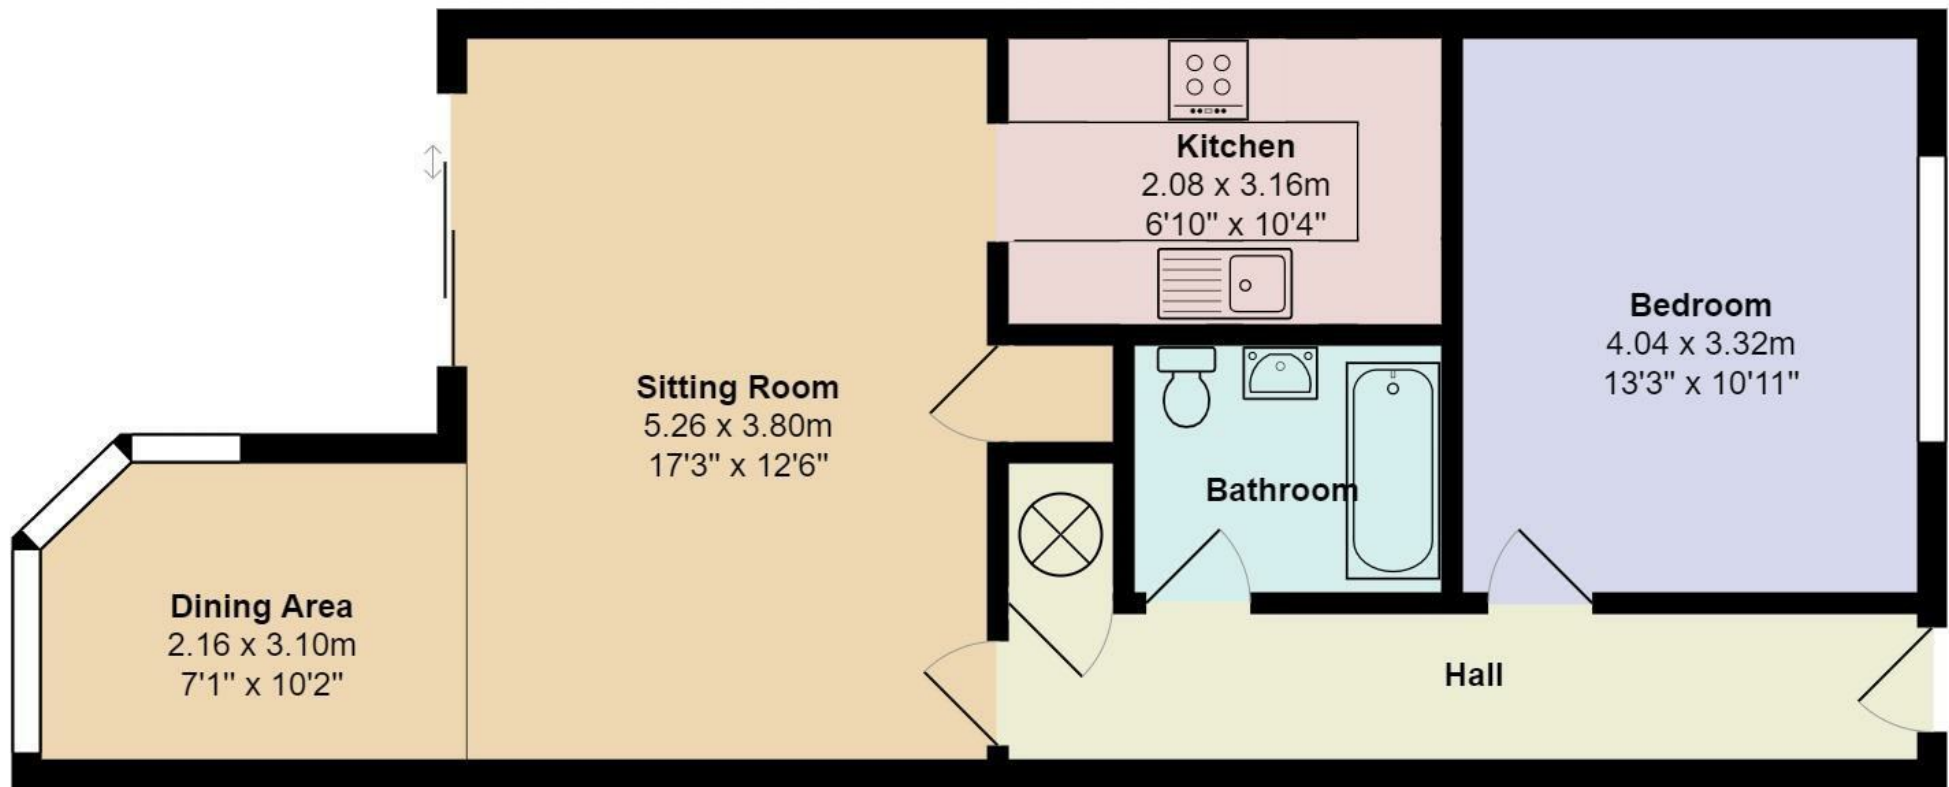 Kitchen
2.08 x 3.16m
6'10" x 10'4"
Bedroom
4.04 x 3.32m
13'3" x 10'11"
Sitting Room
5.26 x 3.80m
17'3" x 12'6"
Bathroom
Dining Area
2.16 x 3.10m
7'1" x 10'2"
Hall